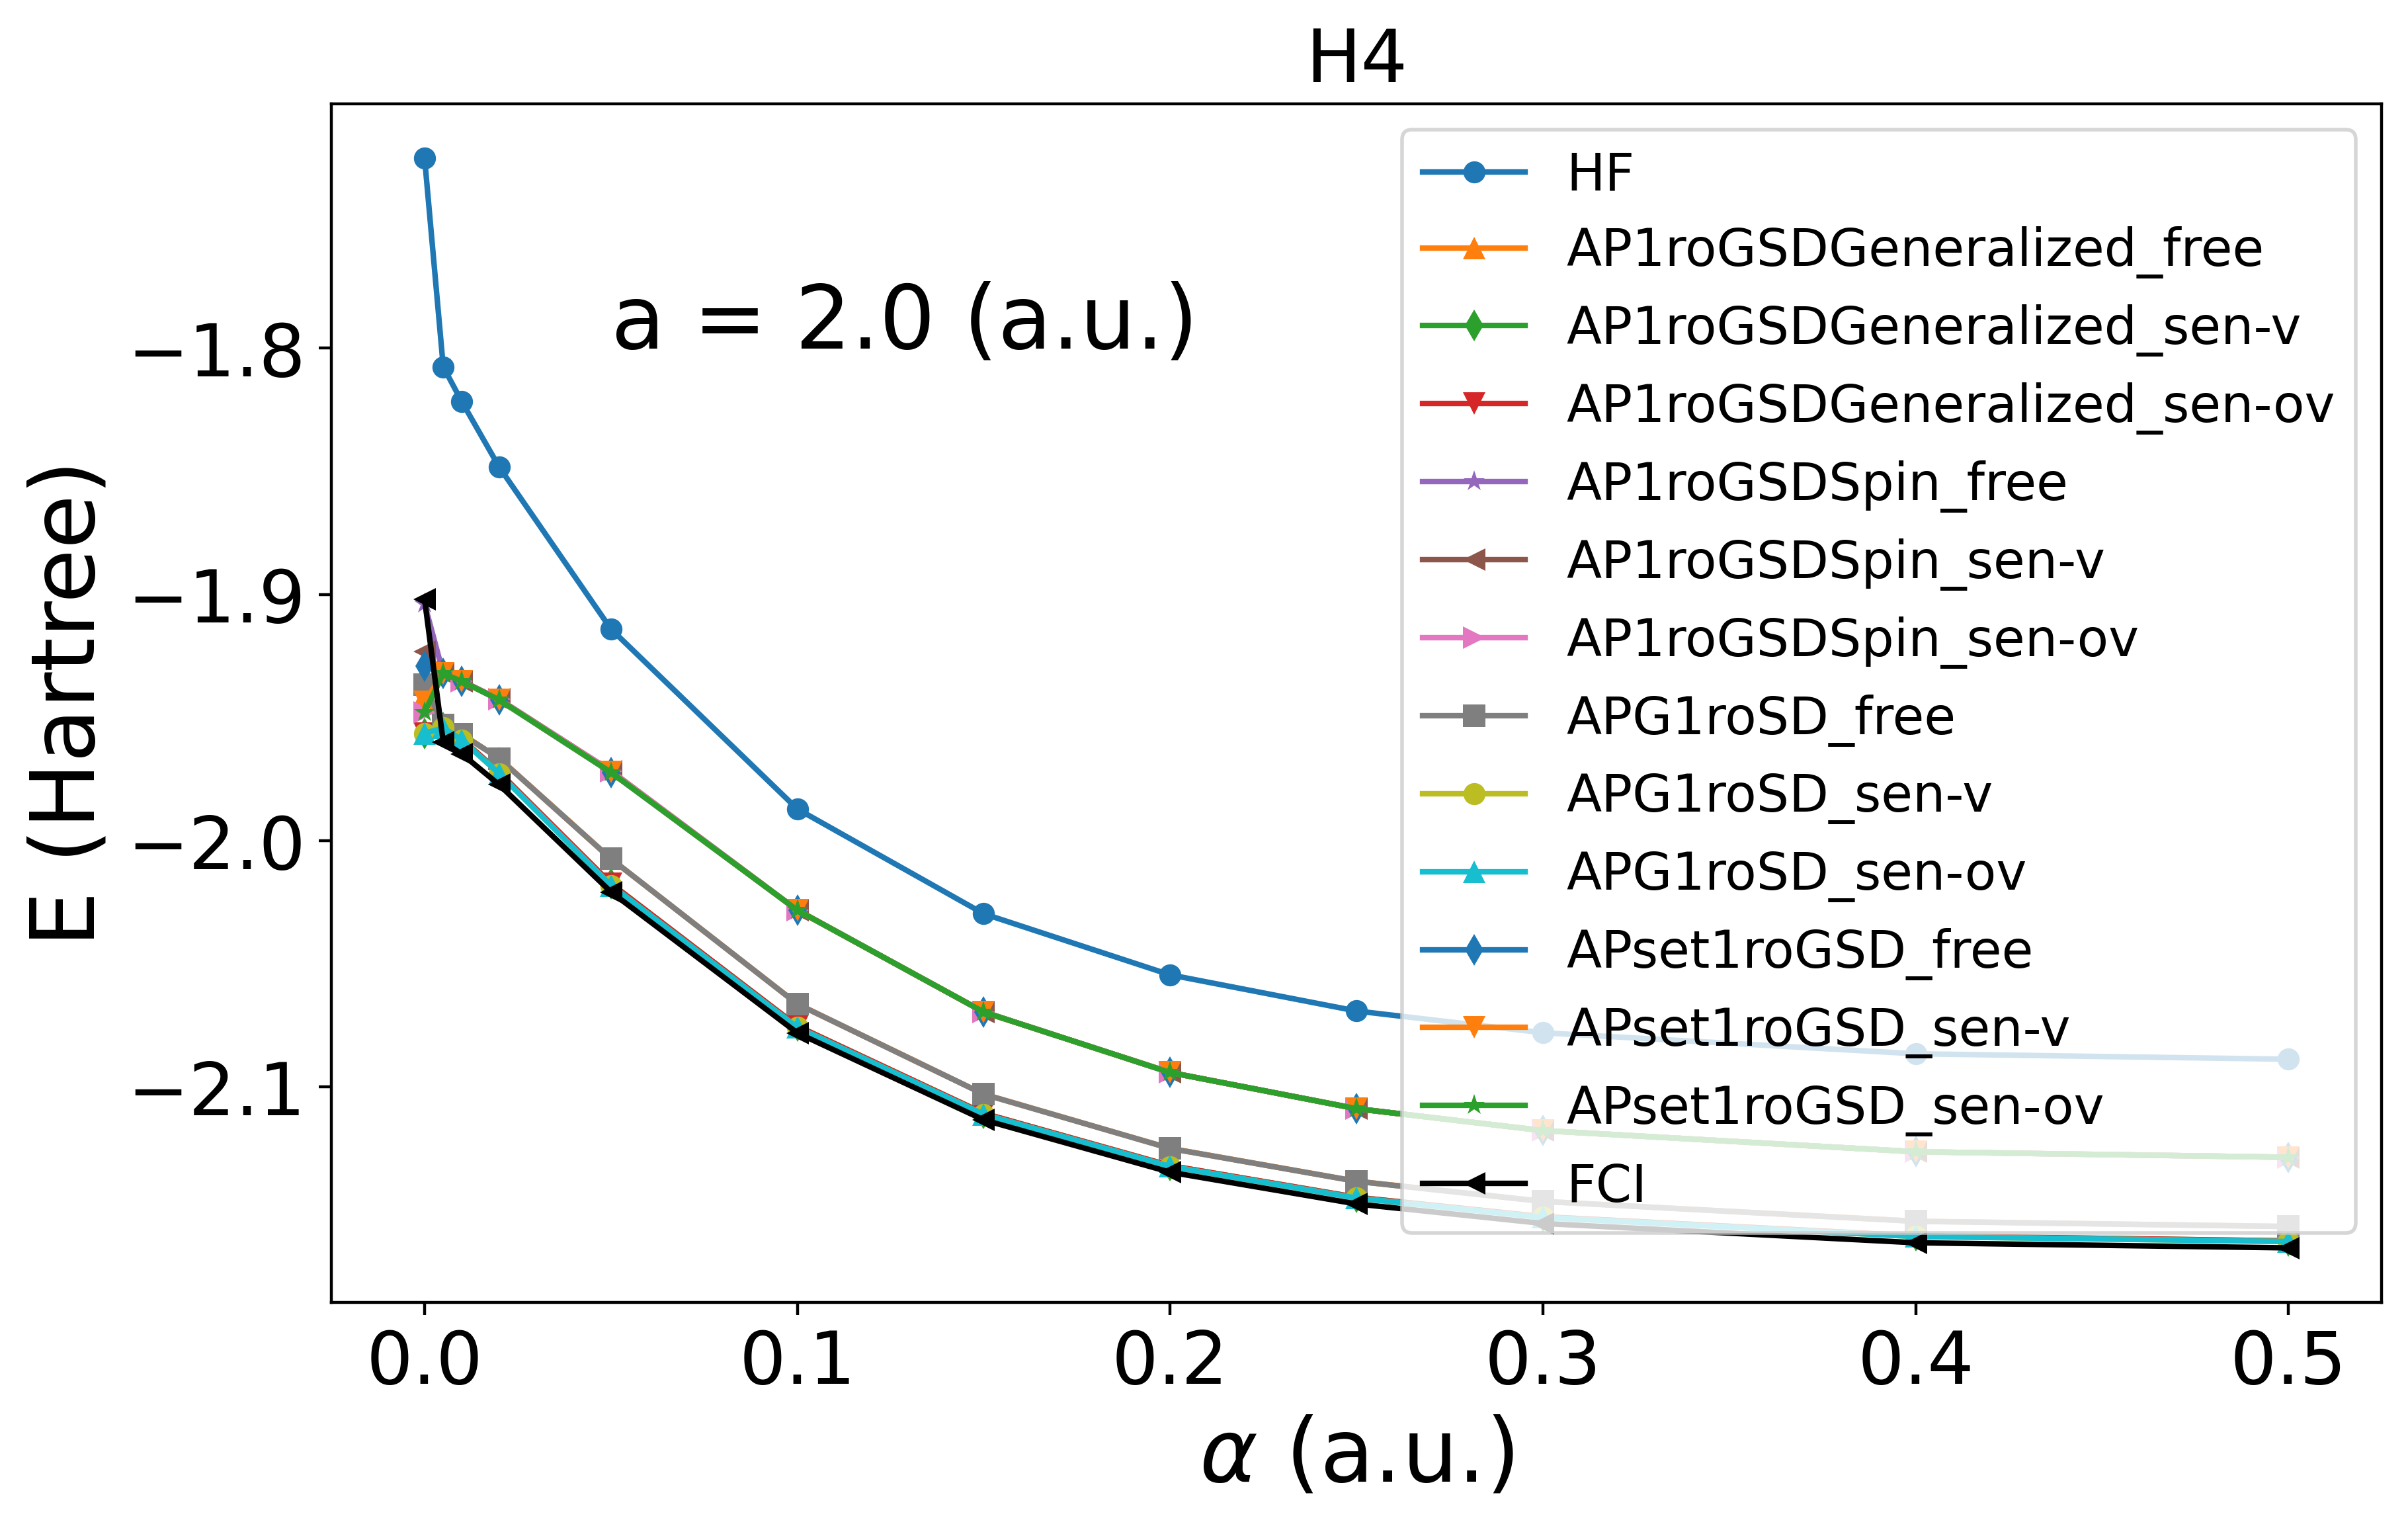 H4
a = 2.0 (a.u.)
HF
AP1roGSDGeneralized_free
AP1roGSDGeneralized_sen-v
AP1roGSDGeneralized_sen-ov
AP1roGSDSpin_free
AP1roGSDSpin_sen-v
AP1roGSDSpin_sen-ov
APG1roSD_free
APG1roSD_sen-v
APG1roSD_sen-ov
APset1roGSD_free
APset1roGSD_sen-v
APset1roGSD_sen-ov
FCI
E (Hartree)
−1.8
−1.9
−2.0
−2.1
0.0 0.1 0.2 0.3 0.4 0.5
α (a.u.)